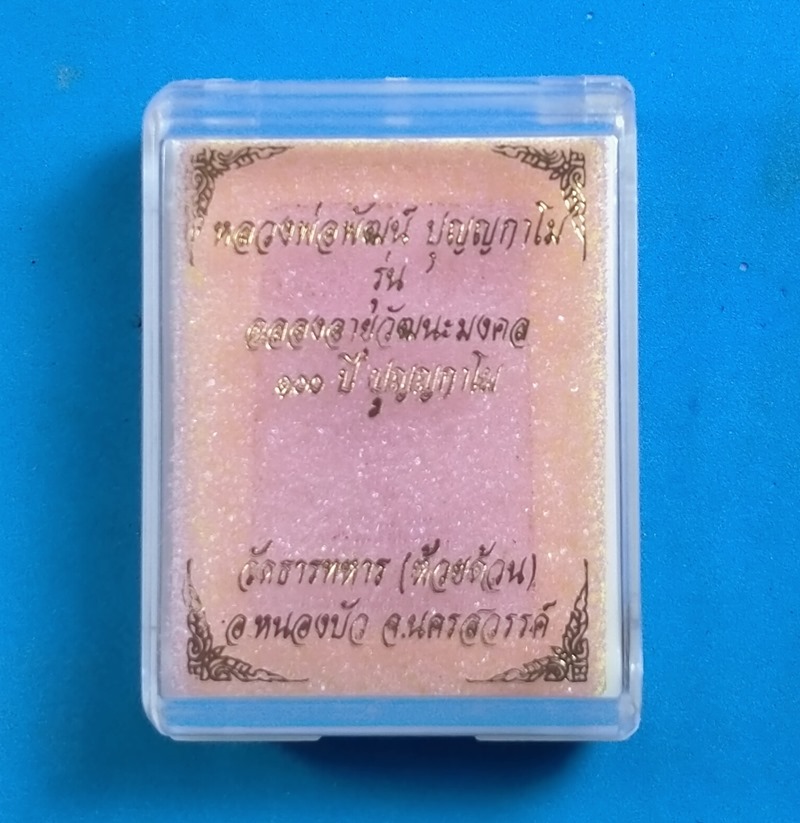 หลวงพ่อพัฒน์ ปุญญกาโม
รุ่น
ฉลองอายุวัฒนะมงคล
๑๐๐ ปี ปุญญกาโม
วัดธารทหาร (ห้วยด้วน)
อ.หนองบัว จ.นครสวรรค์